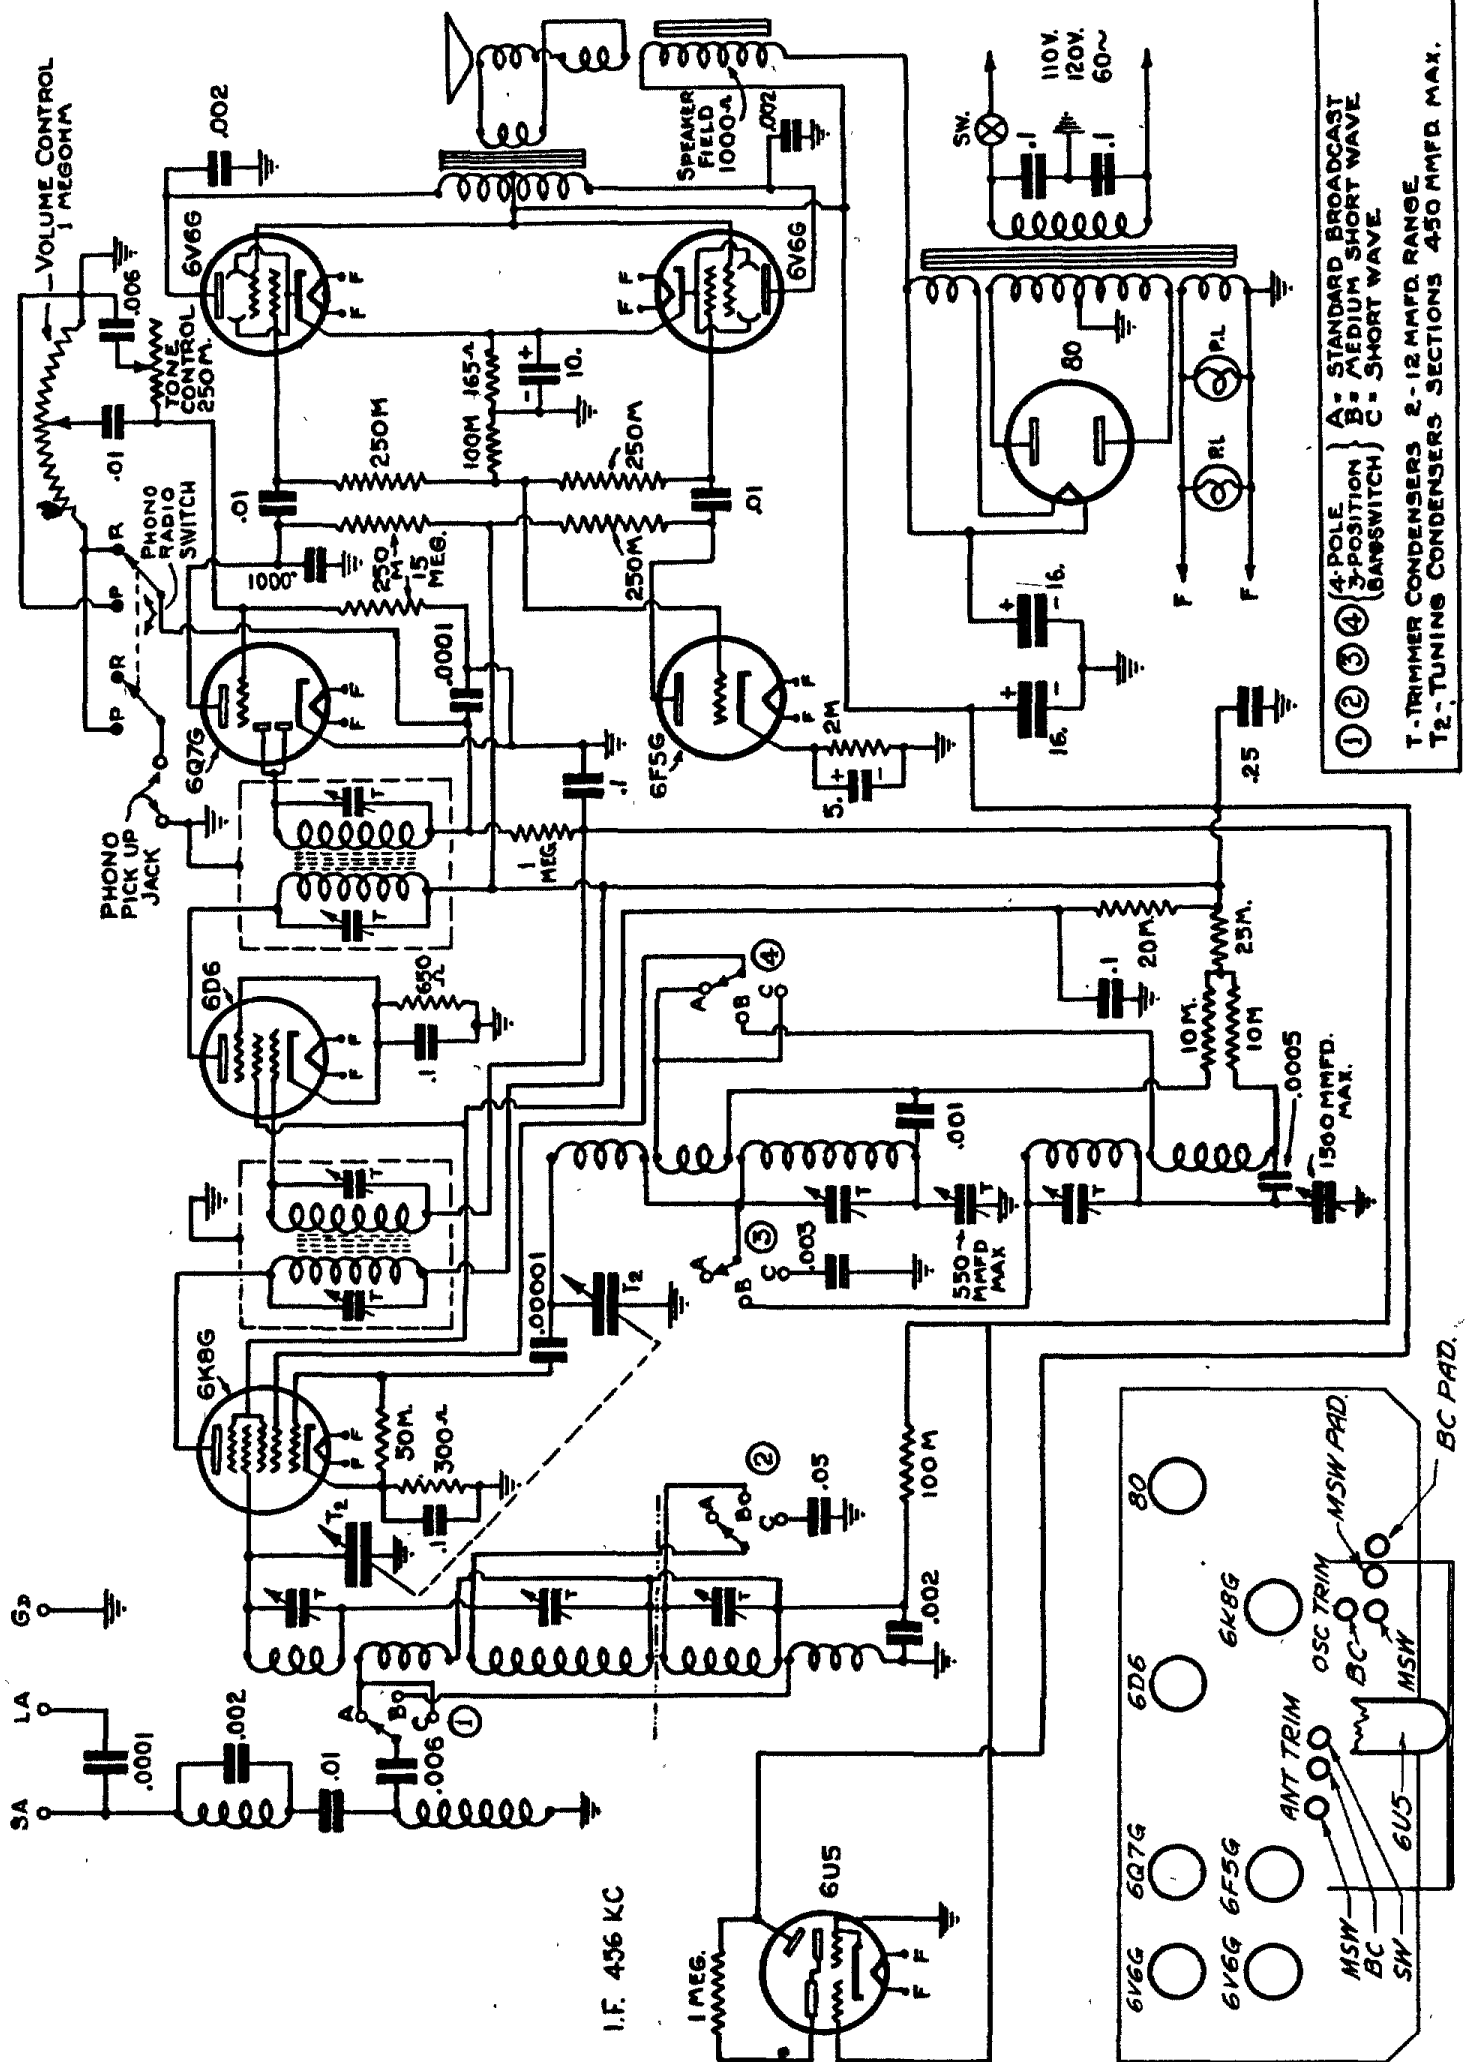 SA
LA
GD
.0001
.002
.01
.006
A
B
C
1
.002
100 M
2
A
B
C
.05
T
T
T
T2
.1
300Ω
50M.
F
F
6K8G
.00001
T2
T
T
6D6
F
F
.1
650
Ω
T
T
PHONO
PICK UP
JACK
P
R
P
R
PHONO
RADIO
SWITCH
VOLUME CONTROL
1 MEGOHM
.01
TONE
CONTROL
250M.
.006
6Q7G
F
F
.0001
250
M
15
MEG.
.0001
.01
250M
100M
165Ω
10.
+
-
250M
250M
.01
6V6G
F
F
.002
6V6G
F
F
.002
SPEAKER
FIELD
1000Ω
6F5G
F
F
2M
5.
+
-
1
MEG
.1
3
A
B
C
.003
T
550
MMFD
MAX
T
T
.001
4
A
B
C
10M.
10M
.0005
1500 MMFD.
MAX.
.1
20M.
25M.
.25
16.
+
-
16.
+
-
80
F
F
P.L
P.L
SW.
110V.
120V.
60~
.1
.1
I.F. 456 KC
6U5
1 MEG.
F
F
1 2 3 4
4-POLE
3-POSITION
BANDSWITCH
A = STANDARD BROADCAST
B = MEDIUM SHORT WAVE
C = SHORT WAVE.
T - TRIMMER CONDENSERS 2-12 MMFD. RANGE.
T2 - TUNING CONDENSERS SECTIONS 450 MMFD MAX.
6V6G
6V6G
6Q7G
6F5G
6D6
6K8G
80
ANT TRIM
OSC TRIM
MSW
BC
SW
6U5
BC
MSW
MSW PAD.
BC PAD.